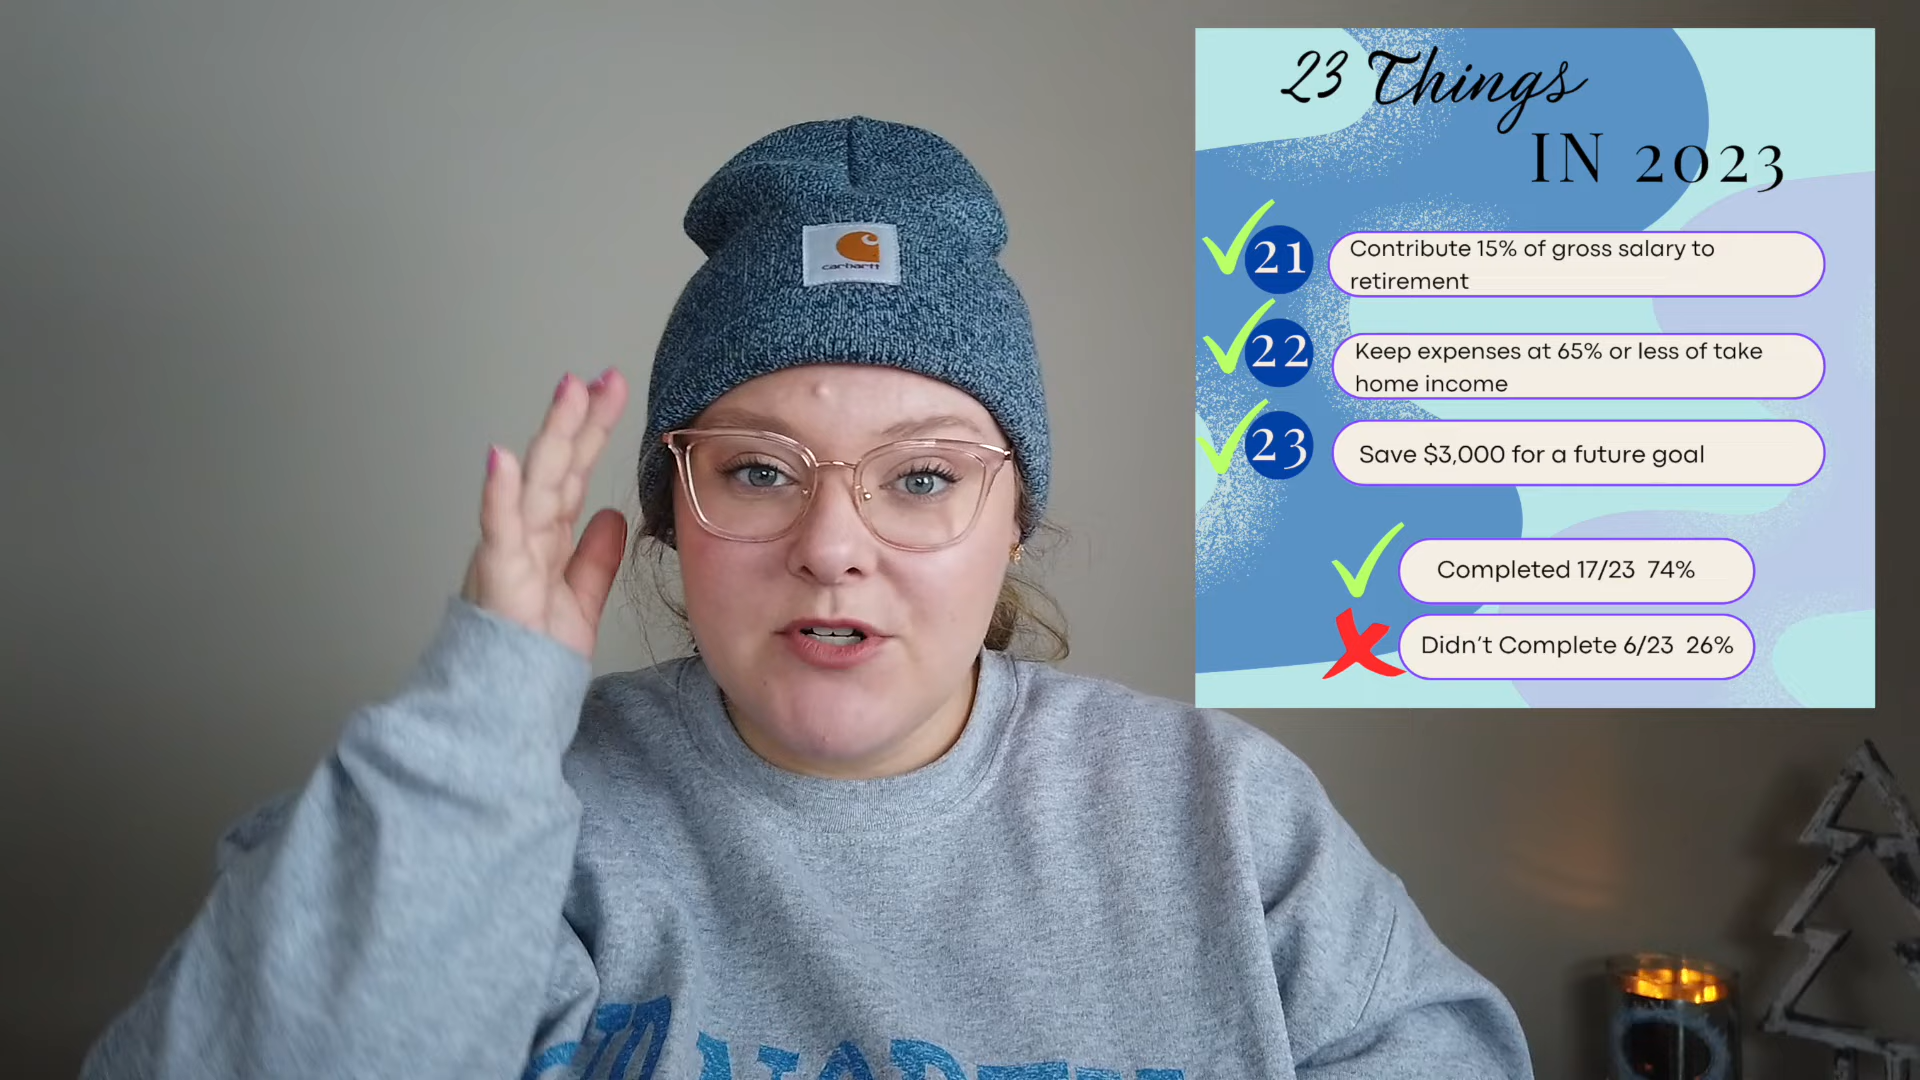 23 Things
IN 2023
21
Contribute 15% of gross salary to
retirement
22
Keep expenses at 65% or less of take
home income
23
Save $3,000 for a future goal
Completed 17/23 74%
Didn't Complete 6/23 26%
carhartt